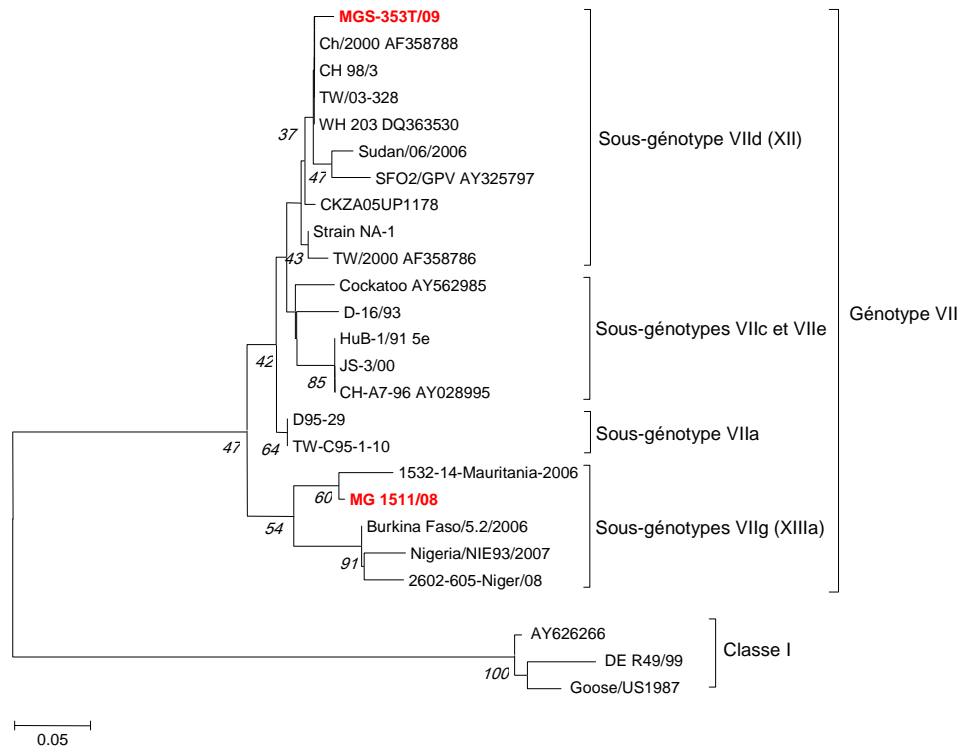 MGS-353T/09
Ch/2000 AF358788
CH 98/3
TW/03-328
WH 203 DQ363530
37
Sous-génotype VIId (XII)
Sudan/06/2006
47
SFO2/GPV AY325797
CKZA05UP1178
Strain NA-1
43
TW/2000 AF358786
Cockatoo AY562985
D-16/93
Génotype VII
HuB-1/91 5e
Sous-génotypes VIIc et VIIe
JS-3/00
42
85
CH-A7-96 AY028995
D95-29
Sous-génotype VIIa
47
64
TW-C95-1-10
1532-14-Mauritania-2006
60
MG 1511/08
54
Burkina Faso/5.2/2006
Sous-génotypes VIIg (XIIIa)
Nigeria/NIE93/2007
91
2602-605-Niger/08
AY626266
Classe I
DE R49/99
100
Goose/US1987
0.05